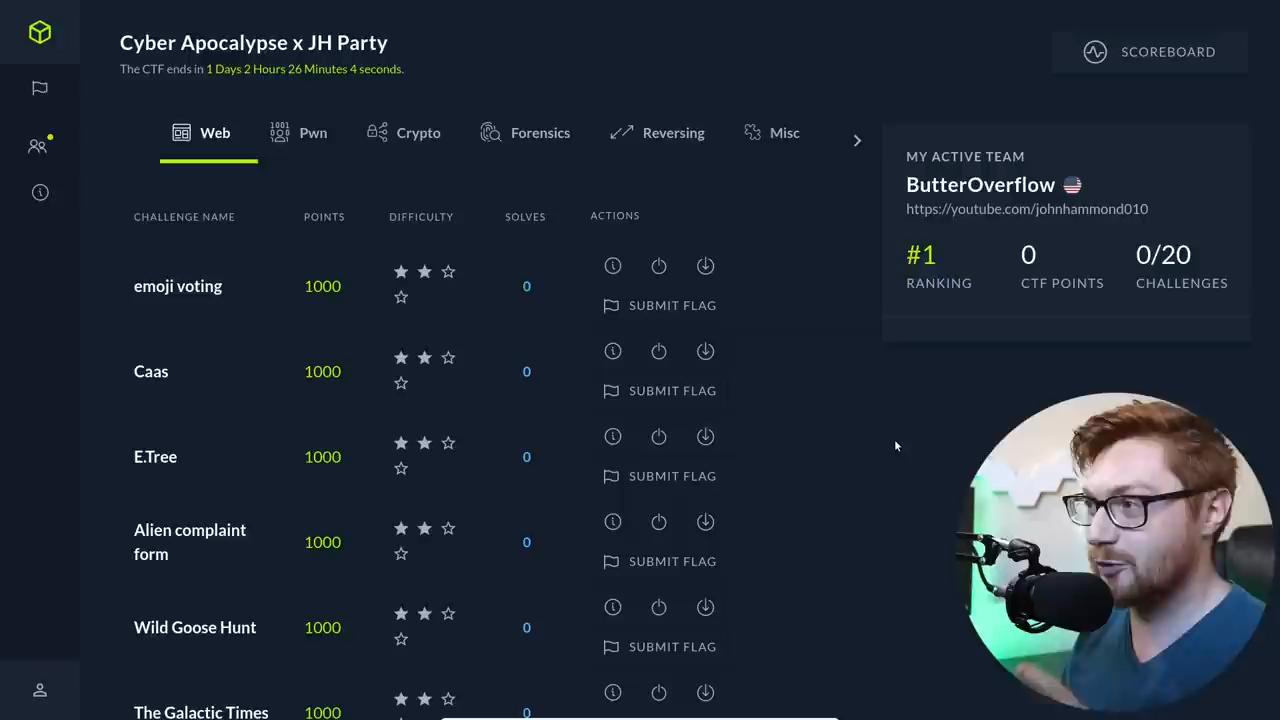 Cyber Apocalypse x JH Party
The CTF ends in 1 Days 2 Hours 26 Minutes 4 seconds.
SCOREBOARD
Web
Pwn
Crypto
Forensics
Reversing
Misc
CHALLENGE NAME POINTS DIFFICULTY SOLVES ACTIONS
emoji voting 1000 0
SUBMIT FLAG
Caas 1000 0
SUBMIT FLAG
E.Tree 1000 0
SUBMIT FLAG
Alien complaint
form 1000 0
SUBMIT FLAG
Wild Goose Hunt 1000 0
SUBMIT FLAG
The Galactic Times 1000 0
MY ACTIVE TEAM
ButterOverflow
https://youtube.com/johnhammond010
#1 0 0/20
RANKING CTF POINTS CHALLENGES